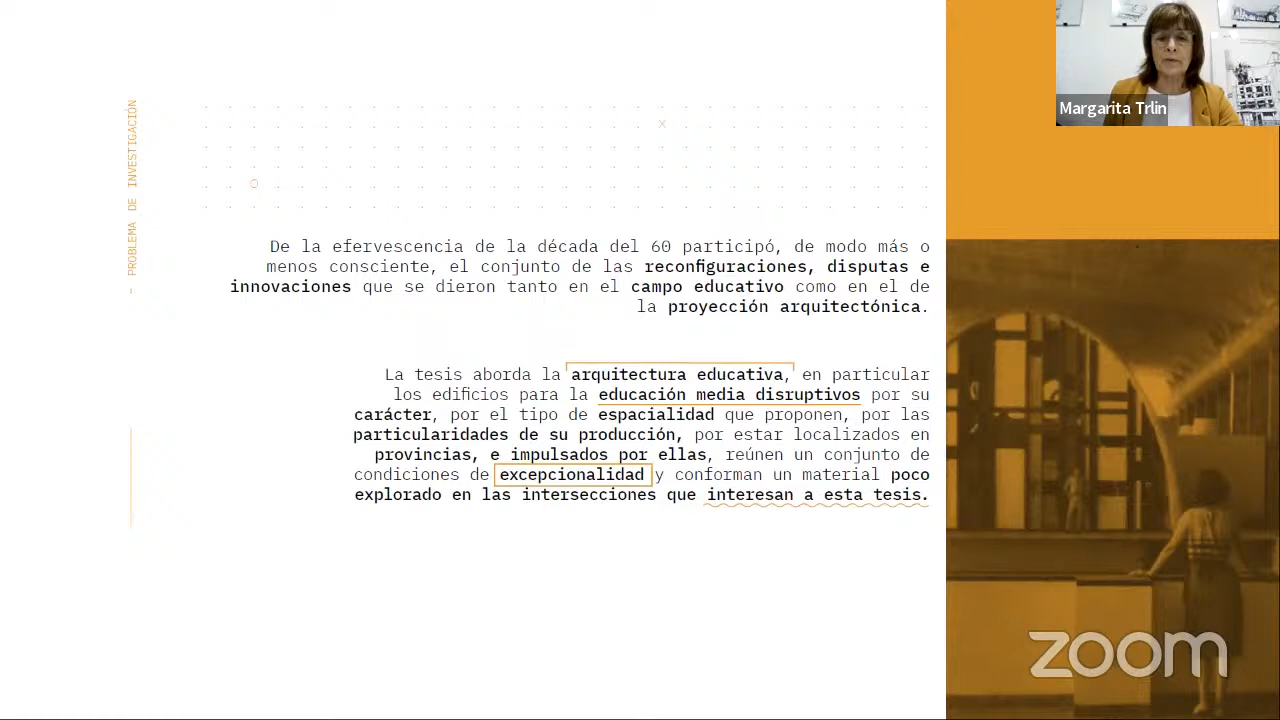 Margarita Trlin
– PROBLEMA DE INVESTIGACIÓN
De la efervescencia de la década del 60 participó, de modo más o
menos consciente, el conjunto de las reconfiguraciones, disputas e
innovaciones que se dieron tanto en el campo educativo como en el de
la proyección arquitectónica.
La tesis aborda la arquitectura educativa, en particular
los edificios para la educación media disruptivos por su
carácter, por el tipo de espacialidad que proponen, por las
particularidades de su producción, por estar localizados en
provincias, e impulsados por ellas, reúnen un conjunto de
condiciones de excepcionalidad y conforman un material poco
explorado en las intersecciones que interesan a esta tesis.
zoom